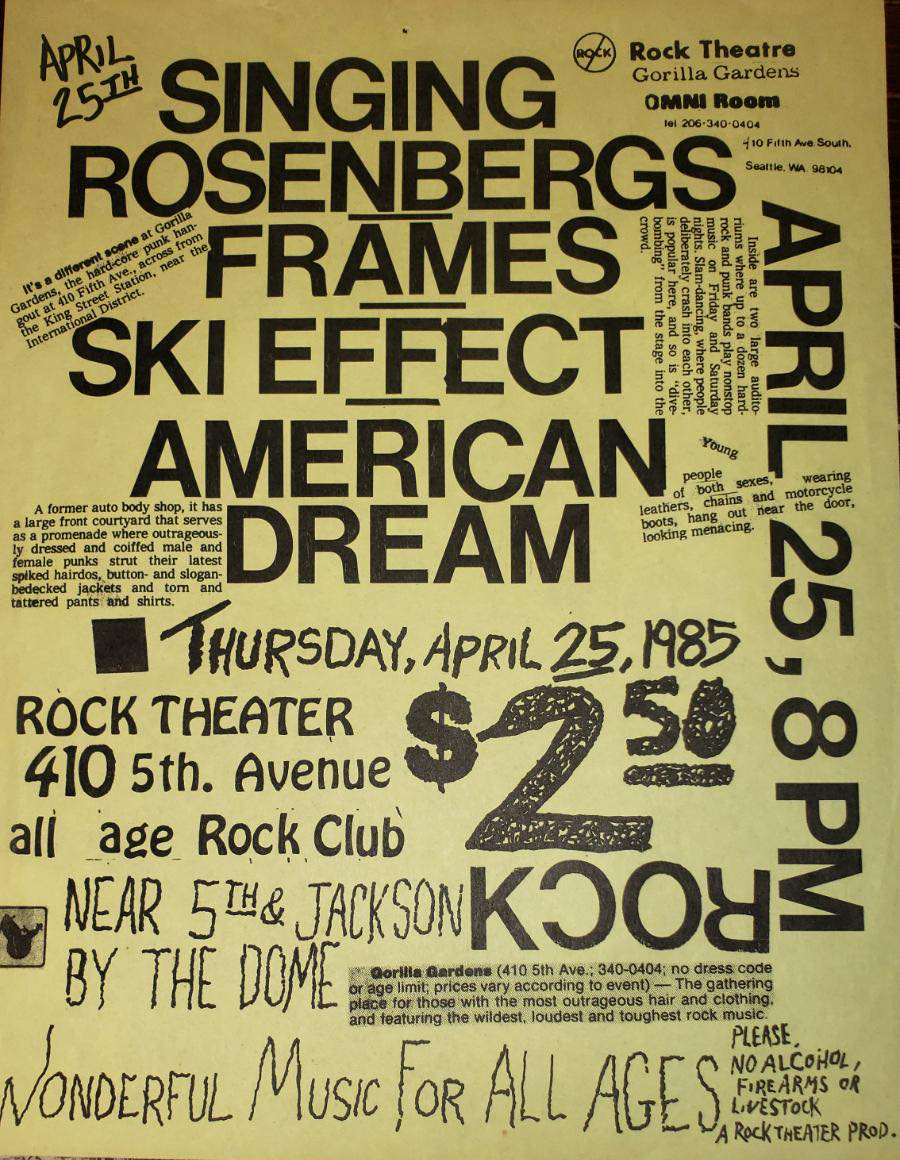 APRIL
25TH
SINGING
ROSENBERGS
FRAMES
SKI EFFECT
AMERICAN
DREAM
ROCK
Rock Theatre
Gorilla Gardens
OMNI Room
tel 206-340-0404
410 Fifth Ave. South.
Seattle, WA. 98104
It's a different scene at Gorilla
Gardens, the hard-core punk han-
gout at 410 Fifth Ave., across from
the King Street Station, near the
International District.
Inside are two large audito-
riums where up to a dozen hard-
rock and punk bands play nonstop
music on Friday and Saturday
nights. Slam-dancing, where people
deliberately crash into each other,
is popular here, and so is "dive-
bombing" from the stage into the
crowd.
APRIL 25, 8 PM
Young
people
of both sexes, wearing
leathers, chains and motorcycle
boots, hang out near the door,
looking menacing.
A former auto body shop, it has
a large front courtyard that serves
as a promenade where outrageous-
ly dressed and coiffed male and
female punks strut their latest
spiked hairdos, button- and slogan-
bedecked jackets and torn and
tattered pants and shirts.
THURSDAY, APRIL 25, 1985
ROCK THEATER
410 5th. Avenue
all age Rock Club
$2 50
NEAR 5TH & JACKSON
BY THE DOME
ROCK
Gorilla Gardens (410 5th Ave.; 340-0404; no dress code
or age limit; prices vary according to event) — The gathering
place for those with the most outrageous hair and clothing,
and featuring the wildest, loudest and toughest rock music.
WONDERFUL MUSIC FOR ALL AGES
PLEASE,
NO ALCOHOL,
FIREARMS OR
LIVESTOCK
A ROCK THEATER PROD.